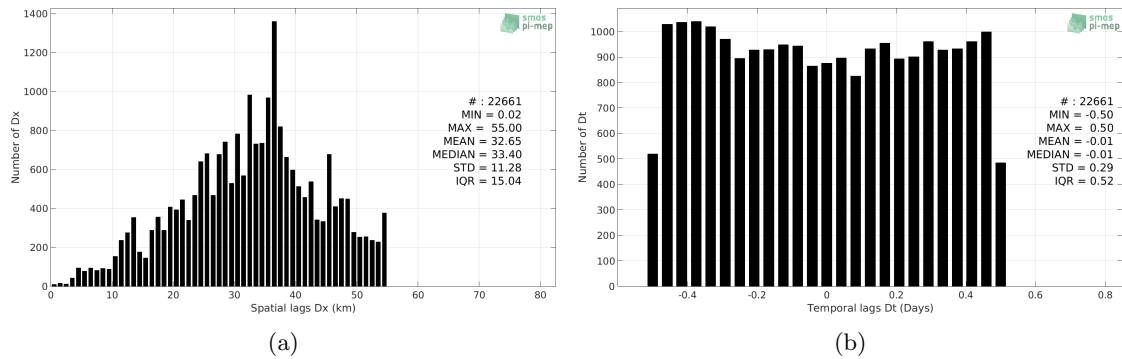 1400
1200
1000
800
600
400
200
0
Number of Dx
smos
pi-mep
# : 22661
MIN = 0.02
MAX = 55.00
MEAN = 32.65
MEDIAN = 33.40
STD = 11.28
IQR = 15.04
0 10 20 30 40 50 60 70 80
Spatial lags Dx (km)
(a)
1000
900
800
700
600
500
400
300
200
100
0
Number of Dt
smos
pi-mep
# : 22661
MIN = -0.50
MAX = 0.50
MEAN = -0.01
MEDIAN = -0.01
STD = 0.29
IQR = 0.52
-0.4 -0.2 0 0.2 0.4 0.6 0.8
Temporal lags Dt (Days)
(b)